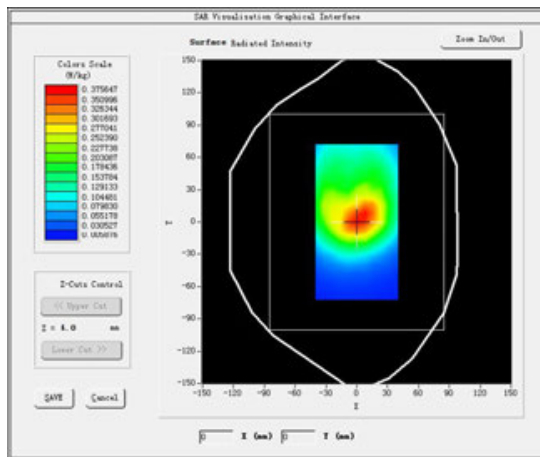 SAR Visualisation Graphical Interface
Surface Radiated Intensity
Zoom In/Out
Colors Scale
(W/kg)
0.375647
0.350996
0.326344
0.301693
0.277041
0.252390
0.227738
0.203087
0.178436
0.153784
0.129133
0.104481
0.079830
0.055178
0.030527
0.005876
Z-Cuts Control
<< Upper Cut
Z = 4.0 mm
Lower Cut >>
SAVE Cancel
150
120
90
60
30
0
-30
-60
-90
-120
-150
Y
-150 -120 -90 -60 -30 0 30 60 90 120 150
X
0 X (mm) 0 Y (mm)